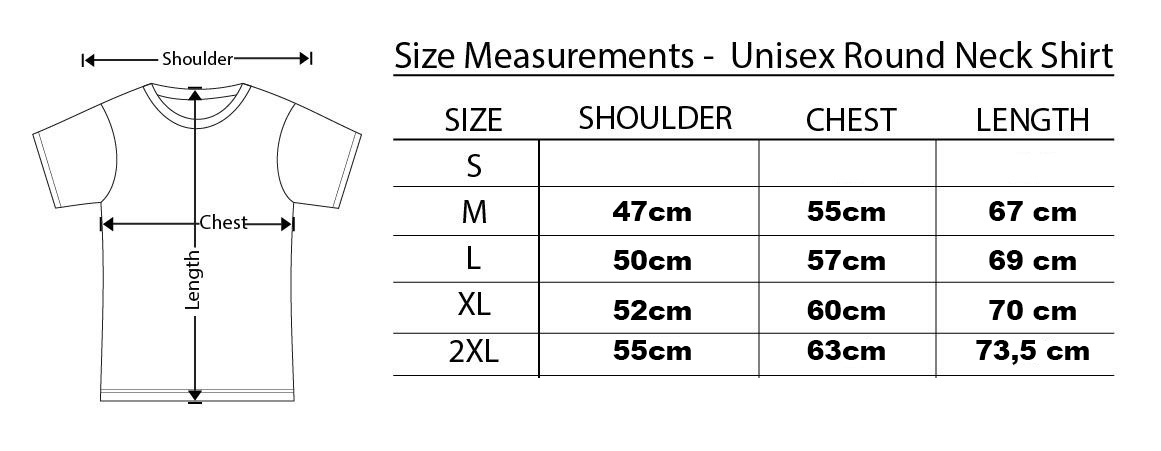 Shoulder
Chest
Length
Size Measurements - Unisex Round Neck Shirt
SIZE SHOULDER CHEST LENGTH
S
M 47cm 55cm 67 cm
L 50cm 57cm 69 cm
XL 52cm 60cm 70 cm
2XL 55cm 63cm 73,5 cm